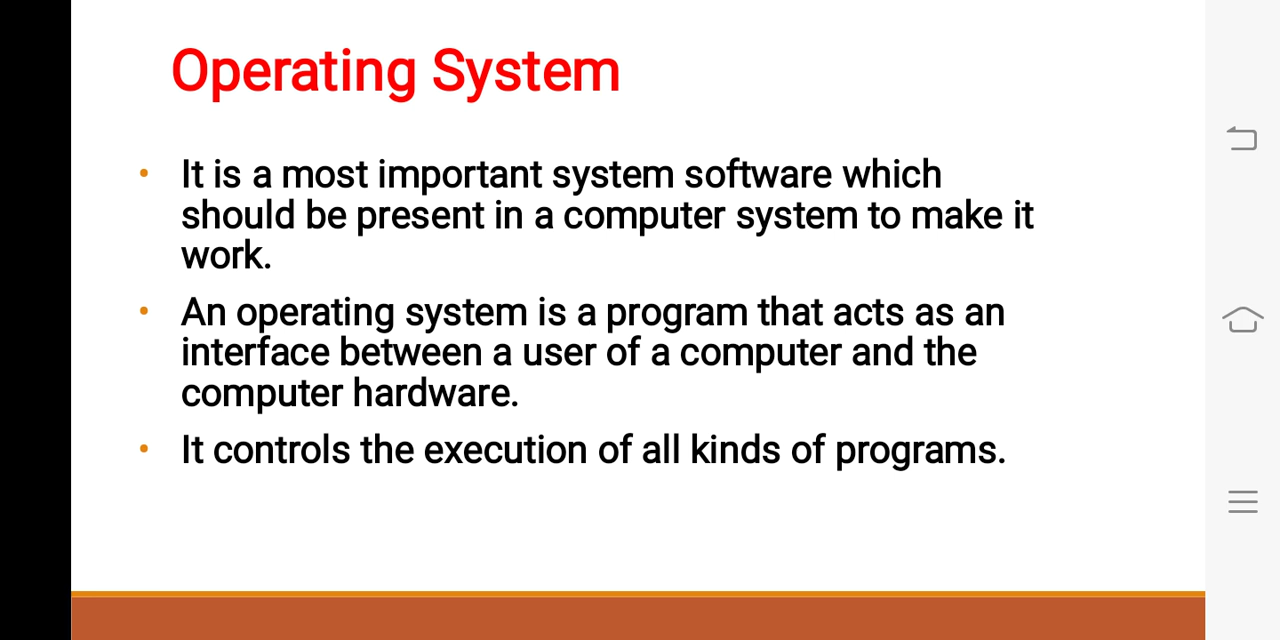 Operating System
• It is a most important system software which
should be present in a computer system to make it
work.
• An operating system is a program that acts as an
interface between a user of a computer and the
computer hardware.
• It controls the execution of all kinds of programs.